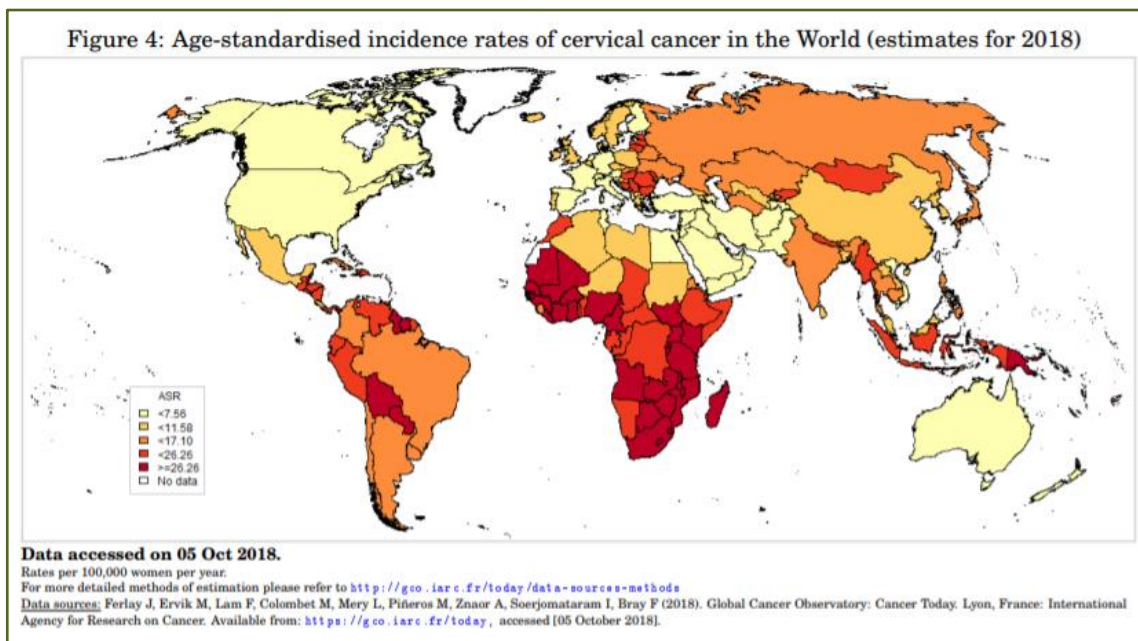 Figure 4: Age-standardised incidence rates of cervical cancer in the World (estimates for 2018)
ASR
<7.56
<11.58
<17.10
<26.26
>=26.26
No data
Data accessed on 05 Oct 2018.
Rates per 100,000 women per year.
For more detailed methods of estimation please refer to http://gco.iarc.fr/today/data-sources-methods
Data sources: Ferlay J, Ervik M, Lam F, Colombet M, Mery L, Piñeros M, Znaor A, Soerjomataram I, Bray F (2018). Global Cancer Observatory: Cancer Today. Lyon, France: International
Agency for Research on Cancer. Available from: https://gco.iarc.fr/today, accessed [05 October 2018].